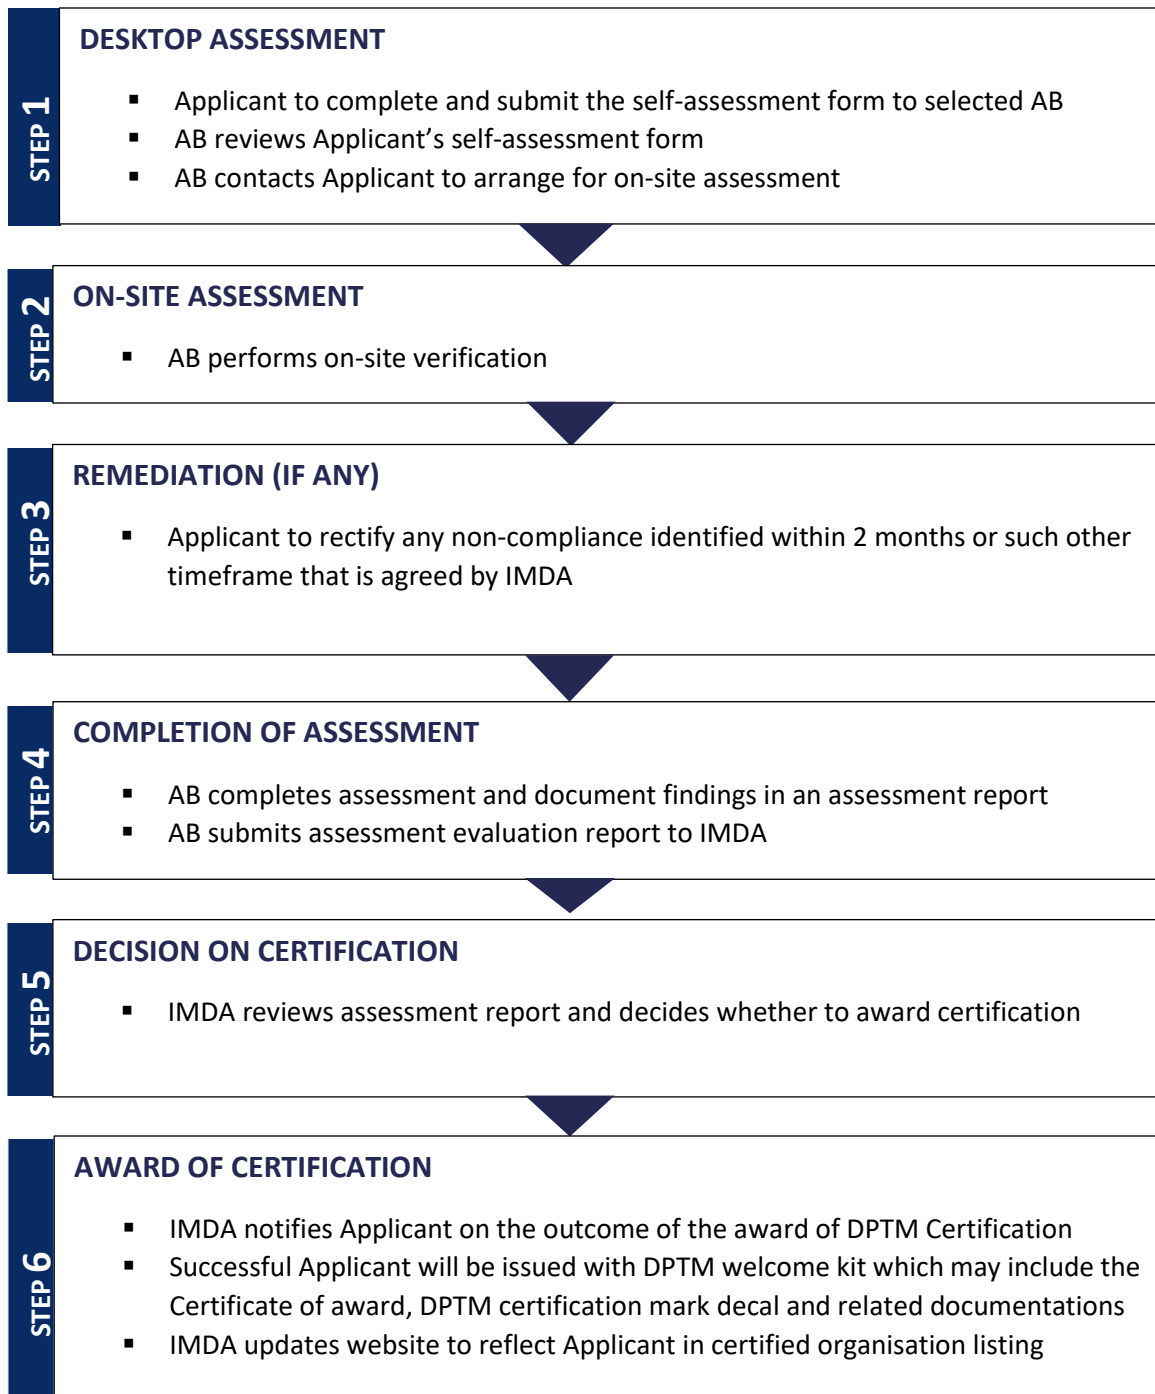 STEP 1
DESKTOP ASSESSMENT
▪ Applicant to complete and submit the self-assessment form to selected AB
▪ AB reviews Applicant’s self-assessment form
▪ AB contacts Applicant to arrange for on-site assessment
STEP 2
ON-SITE ASSESSMENT
▪ AB performs on-site verification
STEP 3
REMEDIATION (IF ANY)
▪ Applicant to rectify any non-compliance identified within 2 months or such other
timeframe that is agreed by IMDA
STEP 4
COMPLETION OF ASSESSMENT
▪ AB completes assessment and document findings in an assessment report
▪ AB submits assessment evaluation report to IMDA
STEP 5
DECISION ON CERTIFICATION
▪ IMDA reviews assessment report and decides whether to award certification
STEP 6
AWARD OF CERTIFICATION
▪ IMDA notifies Applicant on the outcome of the award of DPTM Certification
▪ Successful Applicant will be issued with DPTM welcome kit which may include the
Certificate of award, DPTM certification mark decal and related documentations
▪ IMDA updates website to reflect Applicant in certified organisation listing